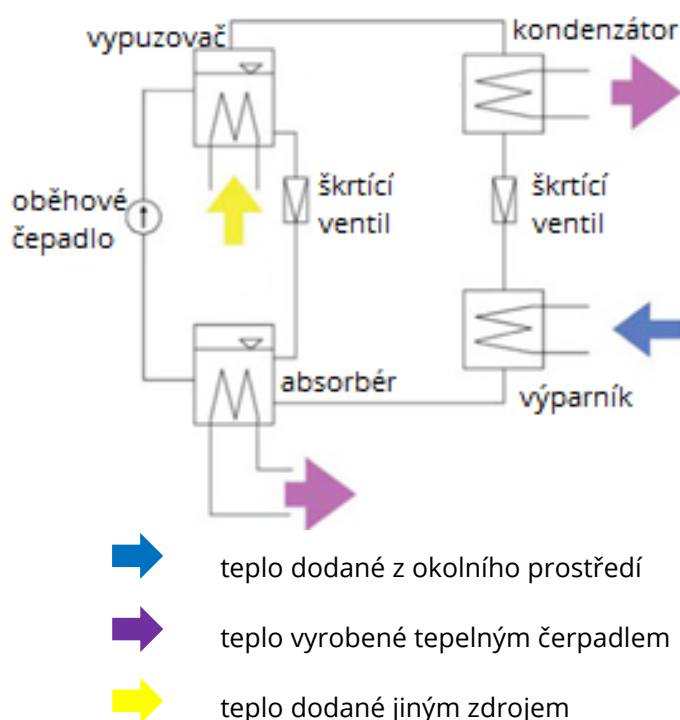 vypuzovač
kondenzátor
oběhové
čepadlo
škrtící
ventil
škrtící
ventil
absorbér
výparník
teplo dodané z okolního prostředí
teplo vyrobené tepelným čerpadlem
teplo dodané jiným zdrojem